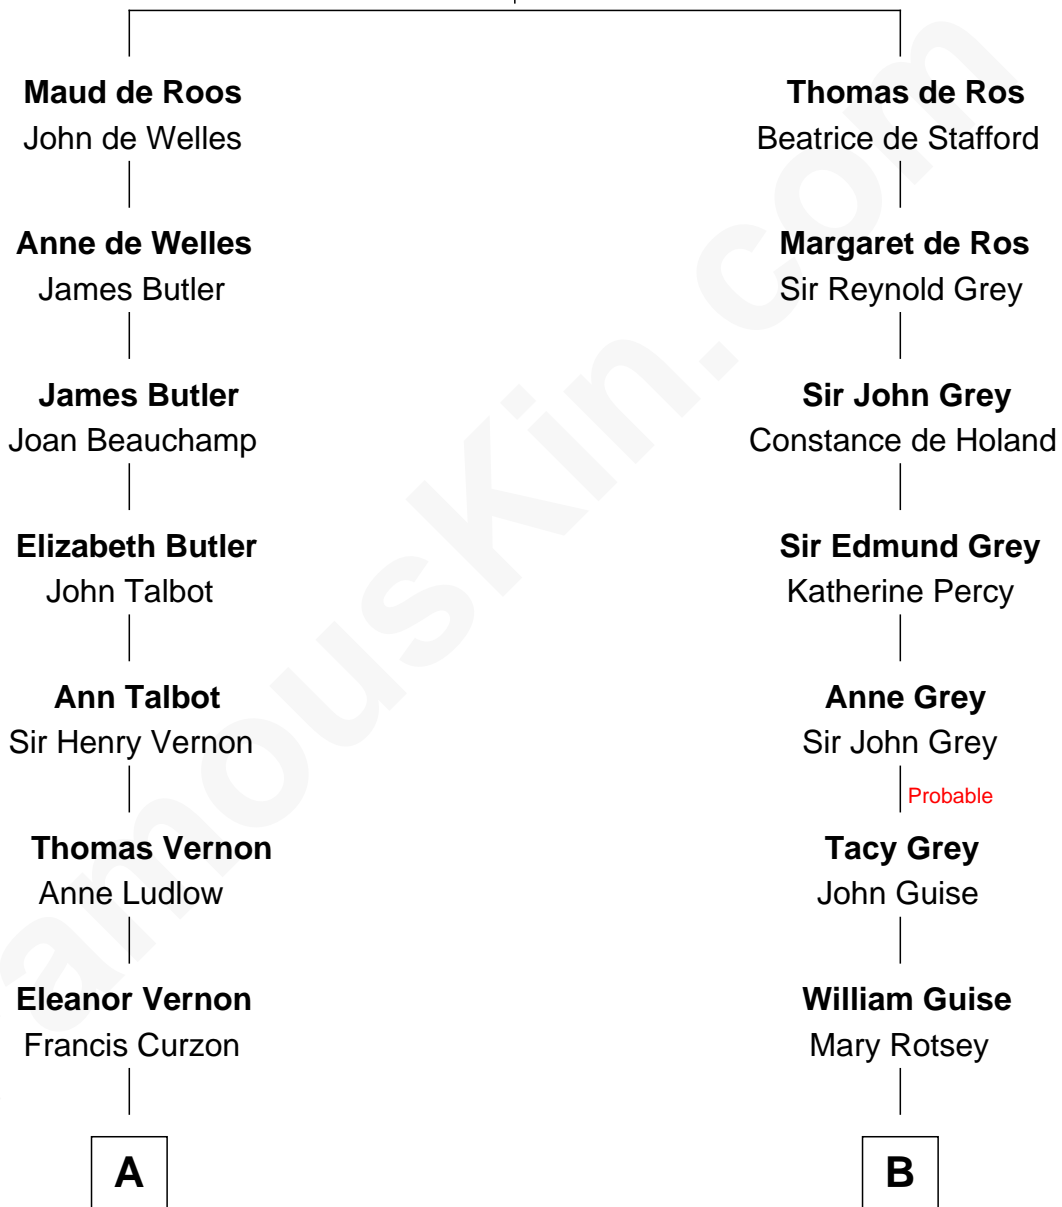 Maud de Roos
John de Welles
Thomas de Ros
Beatrice de Stafford
Anne de Welles
James Butler
Margaret de Ros
Sir Reynold Grey
James Butler
Joan Beauchamp
Sir John Grey
Constance de Holand
Elizabeth Butler
John Talbot
Sir Edmund Grey
Katherine Percy
Ann Talbot
Sir Henry Vernon
Anne Grey
Sir John Grey
Probable
Thomas Vernon
Anne Ludlow
Tacy Grey
John Guise
Eleanor Vernon
Francis Curzon
William Guise
Mary Rotsey
A
B
amousKin.com